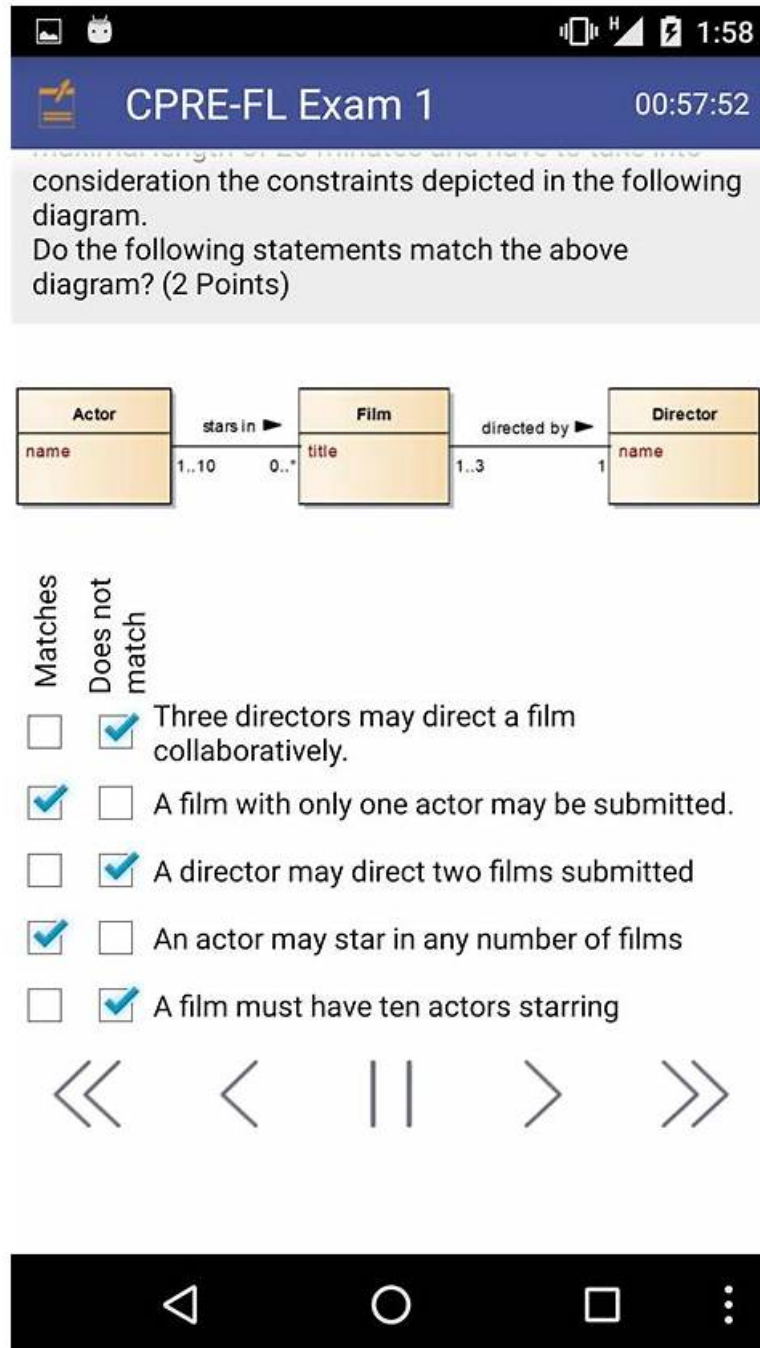 H 1:58
CPRE-FL Exam 1 00:57:52
consideration the constraints depicted in the following
diagram.
Do the following statements match the above
diagram? (2 Points)
Actor
name
stars in
1..10 0..*
Film
title
directed by
1..3 1
Director
name
Matches
Does not
match
Three directors may direct a film
collaboratively.
A film with only one actor may be submitted.
A director may direct two films submitted
An actor may star in any number of films
A film must have ten actors starring